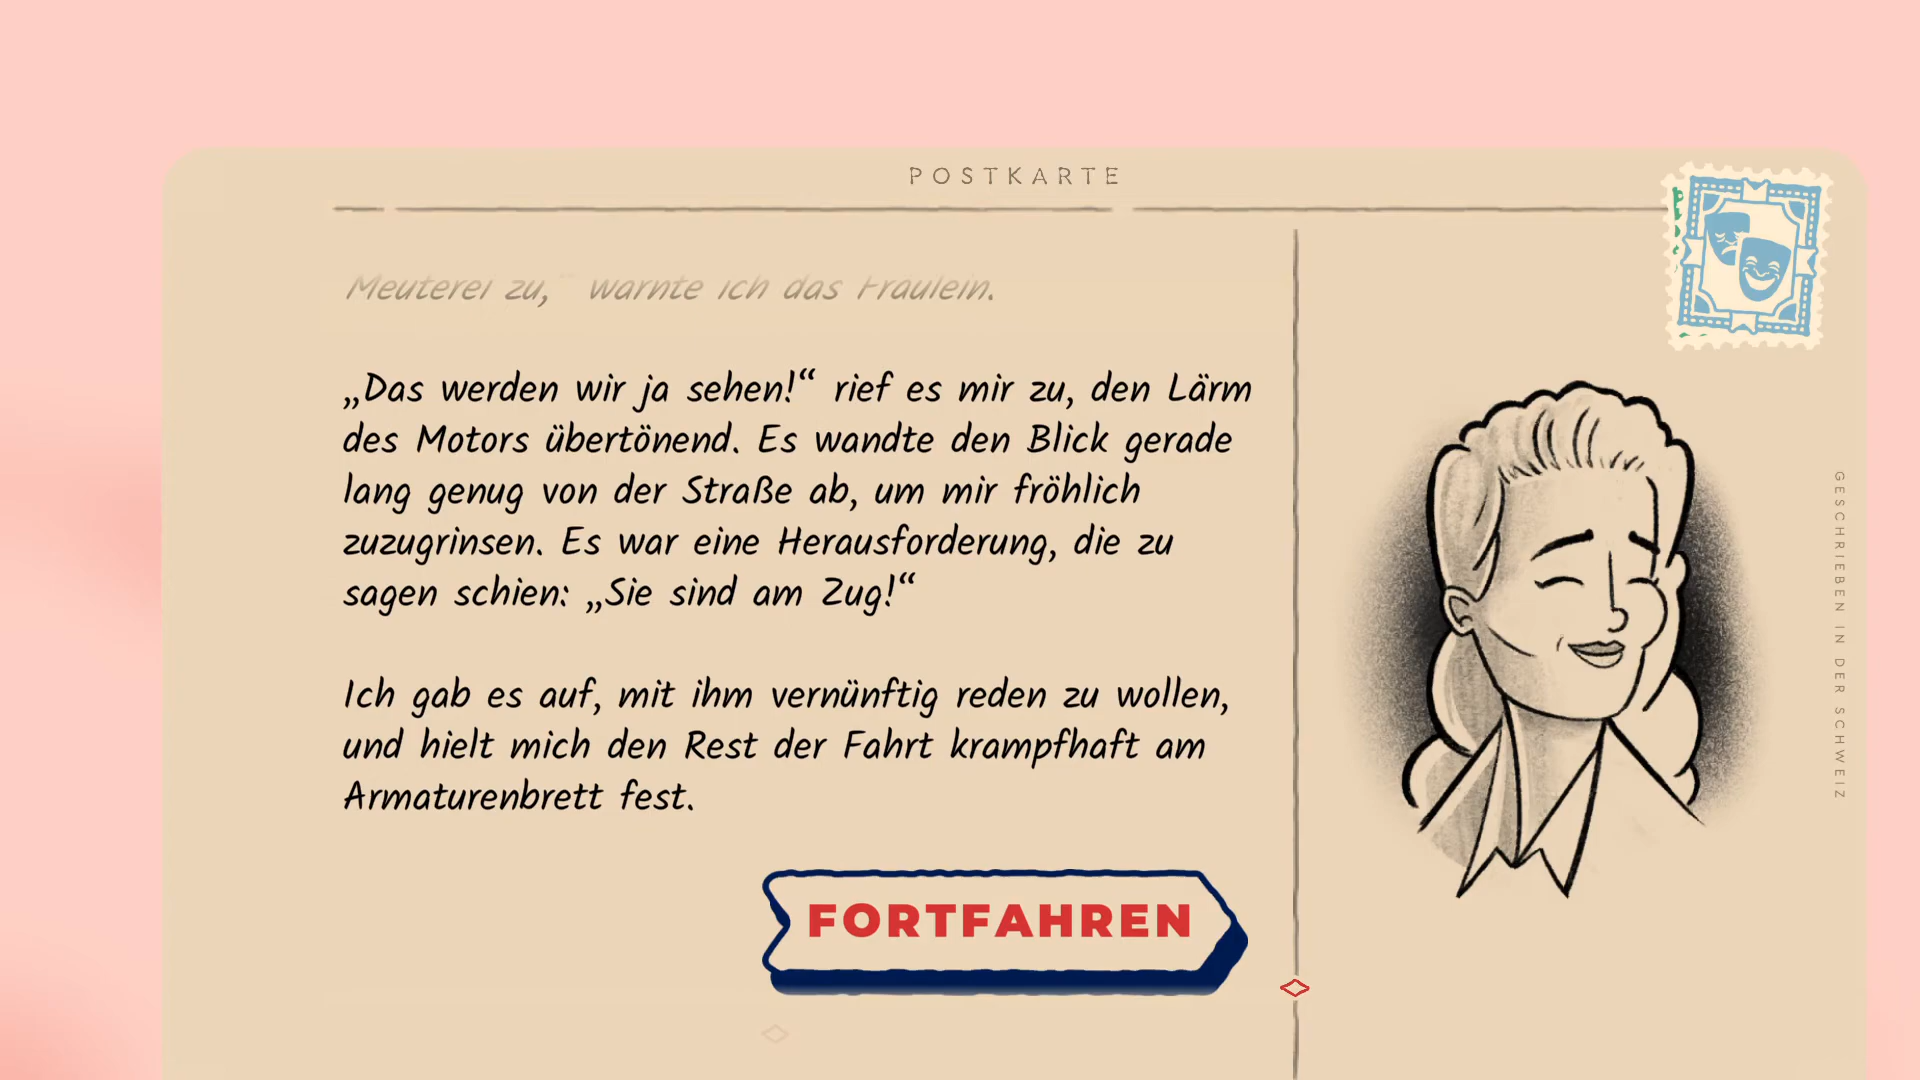 POSTKARTE
Meuterei zu,“ warnte ich das Fräulein.
„Das werden wir ja sehen!“ rief es mir zu, den Lärm
des Motors übertönend. Es wandte den Blick gerade
lang genug von der Straße ab, um mir fröhlich
zuzugrinsen. Es war eine Herausforderung, die zu
sagen schien: „Sie sind am Zug!“
Ich gab es auf, mit ihm vernünftig reden zu wollen,
und hielt mich den Rest der Fahrt krampfhaft am
Armaturenbrett fest.
FORTFAHREN
GESCHRIEBEN IN DER SCHWEIZ